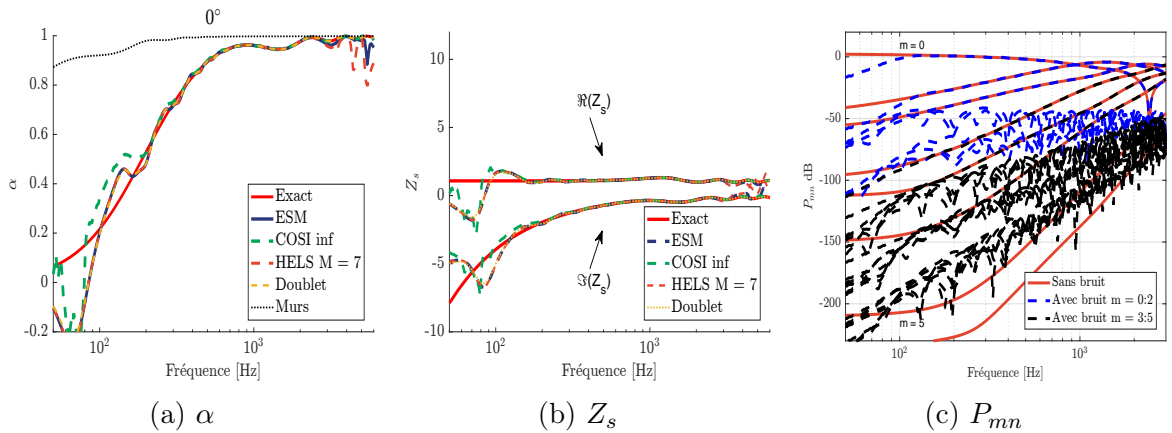 0°
1
0.8
0.6
0.4
0.2
0
-0.2
α
Exact
ESM
COSI inf
HELS M = 7
Doublet
Murs
10²
10³
Fréquence [Hz]
(a) α
10
5
0
-5
-10
Z_s
ℜ(Z_s)
ℑ(Z_s)
Exact
ESM
COSI inf
HELS M = 7
Doublet
10²
10³
Fréquence [Hz]
(b) Z_s
0
-50
-100
-150
-200
P_mn dB
m = 0
m = 5
Sans bruit
Avec bruit m = 0:2
Avec bruit m = 3:5
10²
10³
Fréquence [Hz]
(c) P_mn